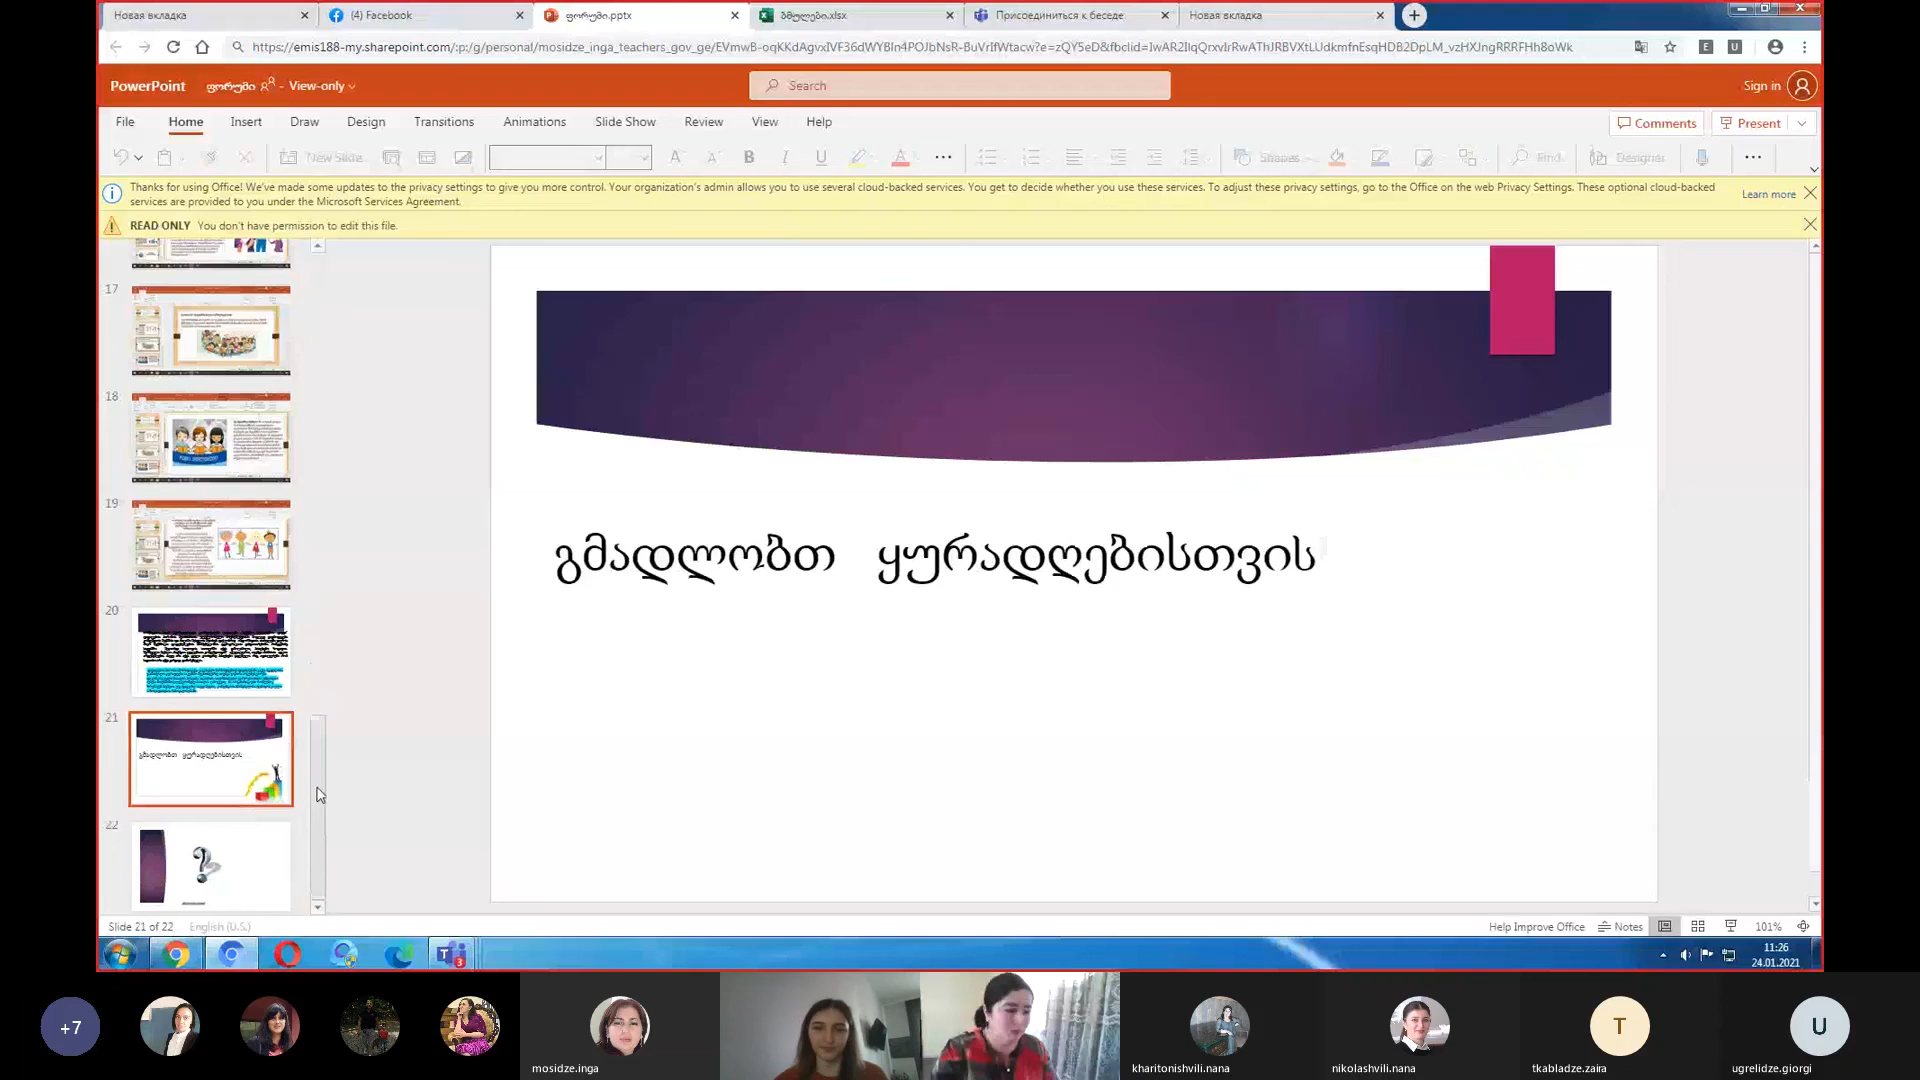 Новая вкладка
(4) Facebook
ფორუმი.pptx
ბმულები.xlsx
Присоединиться к беседе
Новая вкладка
https://emis188-my.sharepoint.com/:p:/g/personal/mosidze_inga_teachers_gov_ge/
PowerPoint
ფორუმი - View-only
Search
Sign in
File Home Insert Draw Design Transitions Animations Slide Show Review View Help
Comments
Present
New Slide
Shapes
Find
Designer
Thanks for using Office! We've made some updates to the privacy settings to give you more control. Your organization's admin allows you to use several cloud-backed services. You get to decide whether you use these services. To adjust these privacy settings, go to the Office on the web Privacy Settings. These optional cloud-backed
services are provided to you under the Microsoft Services Agreement.
Learn more
READ ONLY You don't have permission to edit this file.
17
18
19
20
21
გმადლობთ ყურადღებისთვის
22
გმადლობთ ყურადღებისთვის
Slide 21 of 22
English (U.S.)
Help Improve Office
Notes
101%
11:26
24.01.2021
+7
mosidze.inga
kharitonishvili.nana
nikolashvili.nana
T
tkabladze.zaira
U
ugrelidze.giorgi